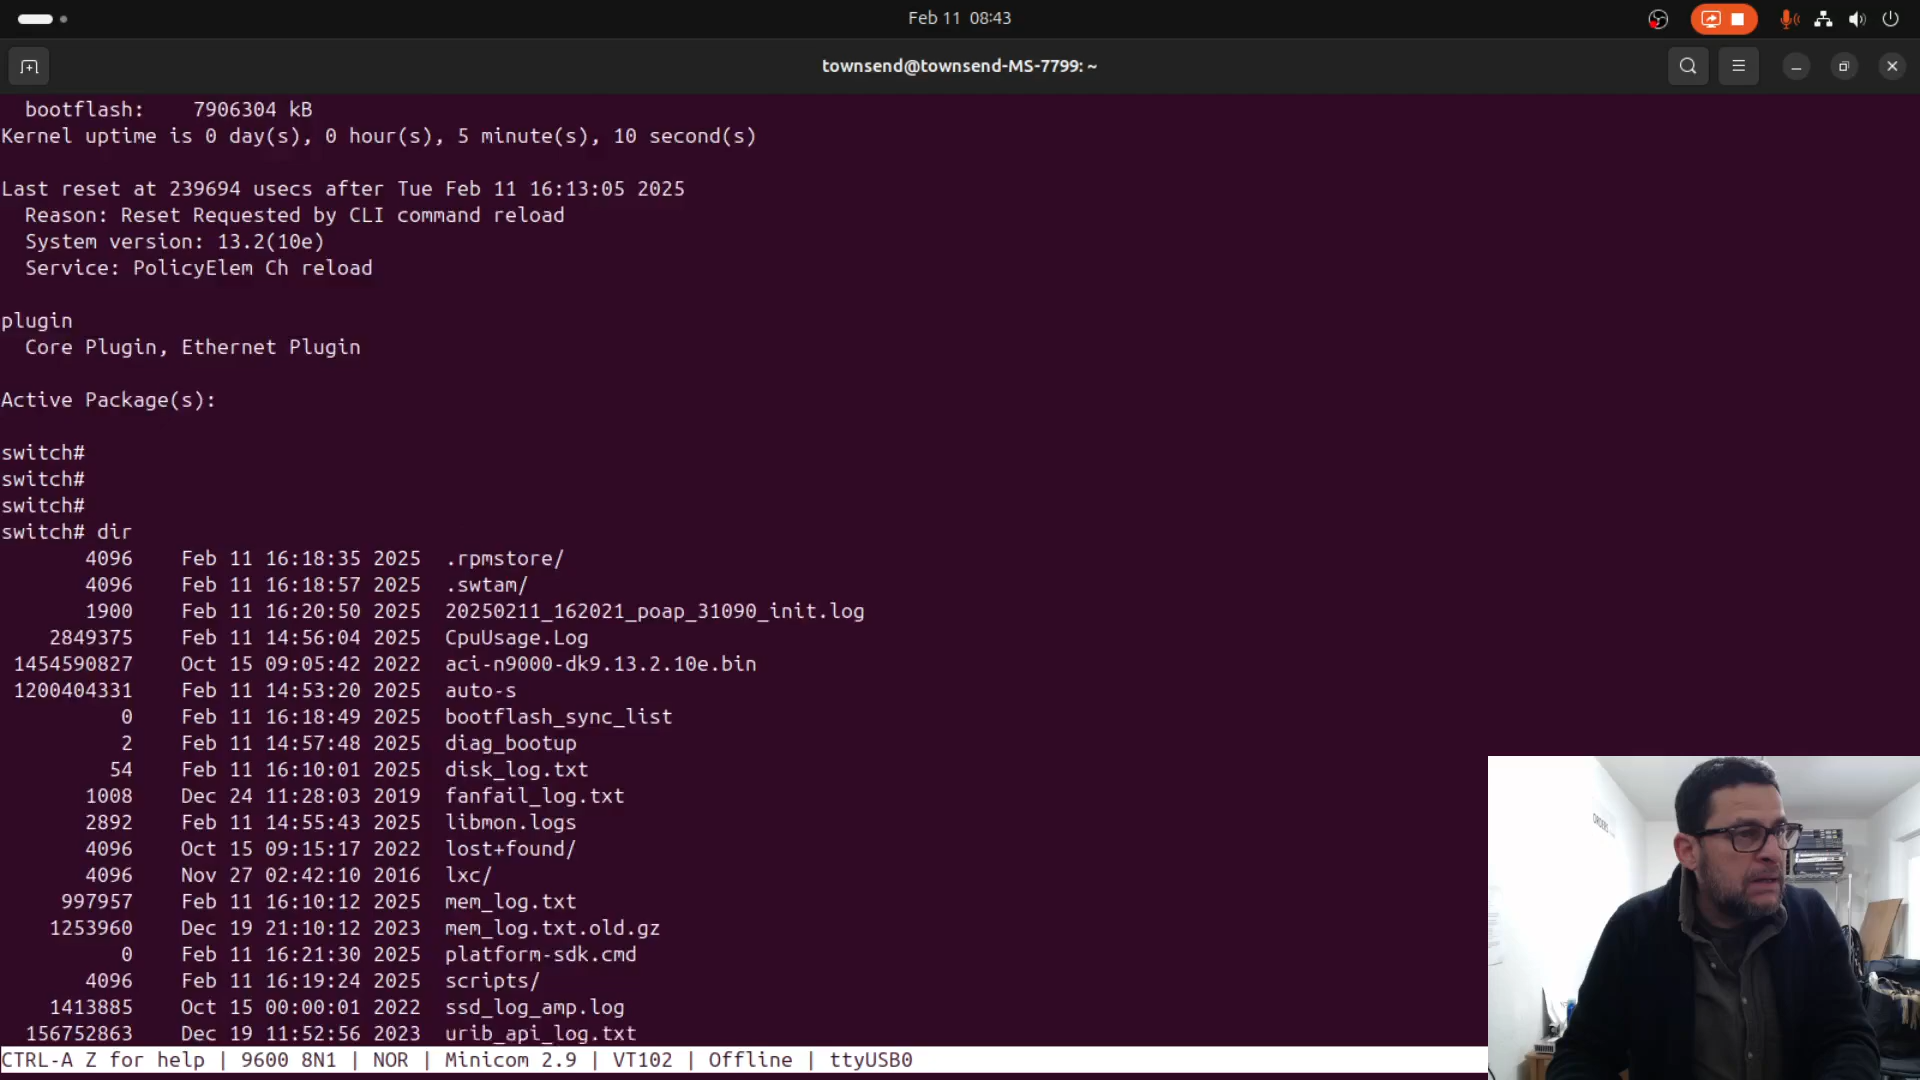 Feb 11 08:43
townsend@townsend-MS-7799: ~
bootflash: 7906304 kB
Kernel uptime is 0 day(s), 0 hour(s), 5 minute(s), 10 second(s)
Last reset at 239694 usecs after Tue Feb 11 16:13:05 2025
Reason: Reset Requested by CLI command reload
System version: 13.2(10e)
Service: PolicyElem Ch reload
plugin
Core Plugin, Ethernet Plugin
Active Package(s):
switch#
switch#
switch#
switch# dir
4096 Feb 11 16:18:35 2025 .rpmstore/
4096 Feb 11 16:18:57 2025 .swtam/
1900 Feb 11 16:20:50 2025 20250211_162021_poap_31090_init.log
2849375 Feb 11 14:56:04 2025 CpuUsage.Log
1454590827 Oct 15 09:05:42 2022 aci-n9000-dk9.13.2.10e.bin
1200404331 Feb 11 14:53:20 2025 auto-s
0 Feb 11 16:18:49 2025 bootflash_sync_list
2 Feb 11 14:57:48 2025 diag_bootup
54 Feb 11 16:10:01 2025 disk_log.txt
1008 Dec 24 11:28:03 2019 fanfail_log.txt
2892 Feb 11 14:55:43 2025 libmon.logs
4096 Oct 15 09:15:17 2022 lost+found/
4096 Nov 27 02:42:10 2016 lxc/
997957 Feb 11 16:10:12 2025 mem_log.txt
1253960 Dec 19 21:10:12 2023 mem_log.txt.old.gz
0 Feb 11 16:21:30 2025 platform-sdk.cmd
4096 Feb 11 16:19:24 2025 scripts/
1413885 Oct 15 00:00:01 2022 ssd_log_amp.log
156752863 Dec 19 11:52:56 2023 urib_api_log.txt
CTRL-A Z for help | 9600 8N1 | NOR | Minicom 2.9 | VT102 | Offline | ttyUSB0